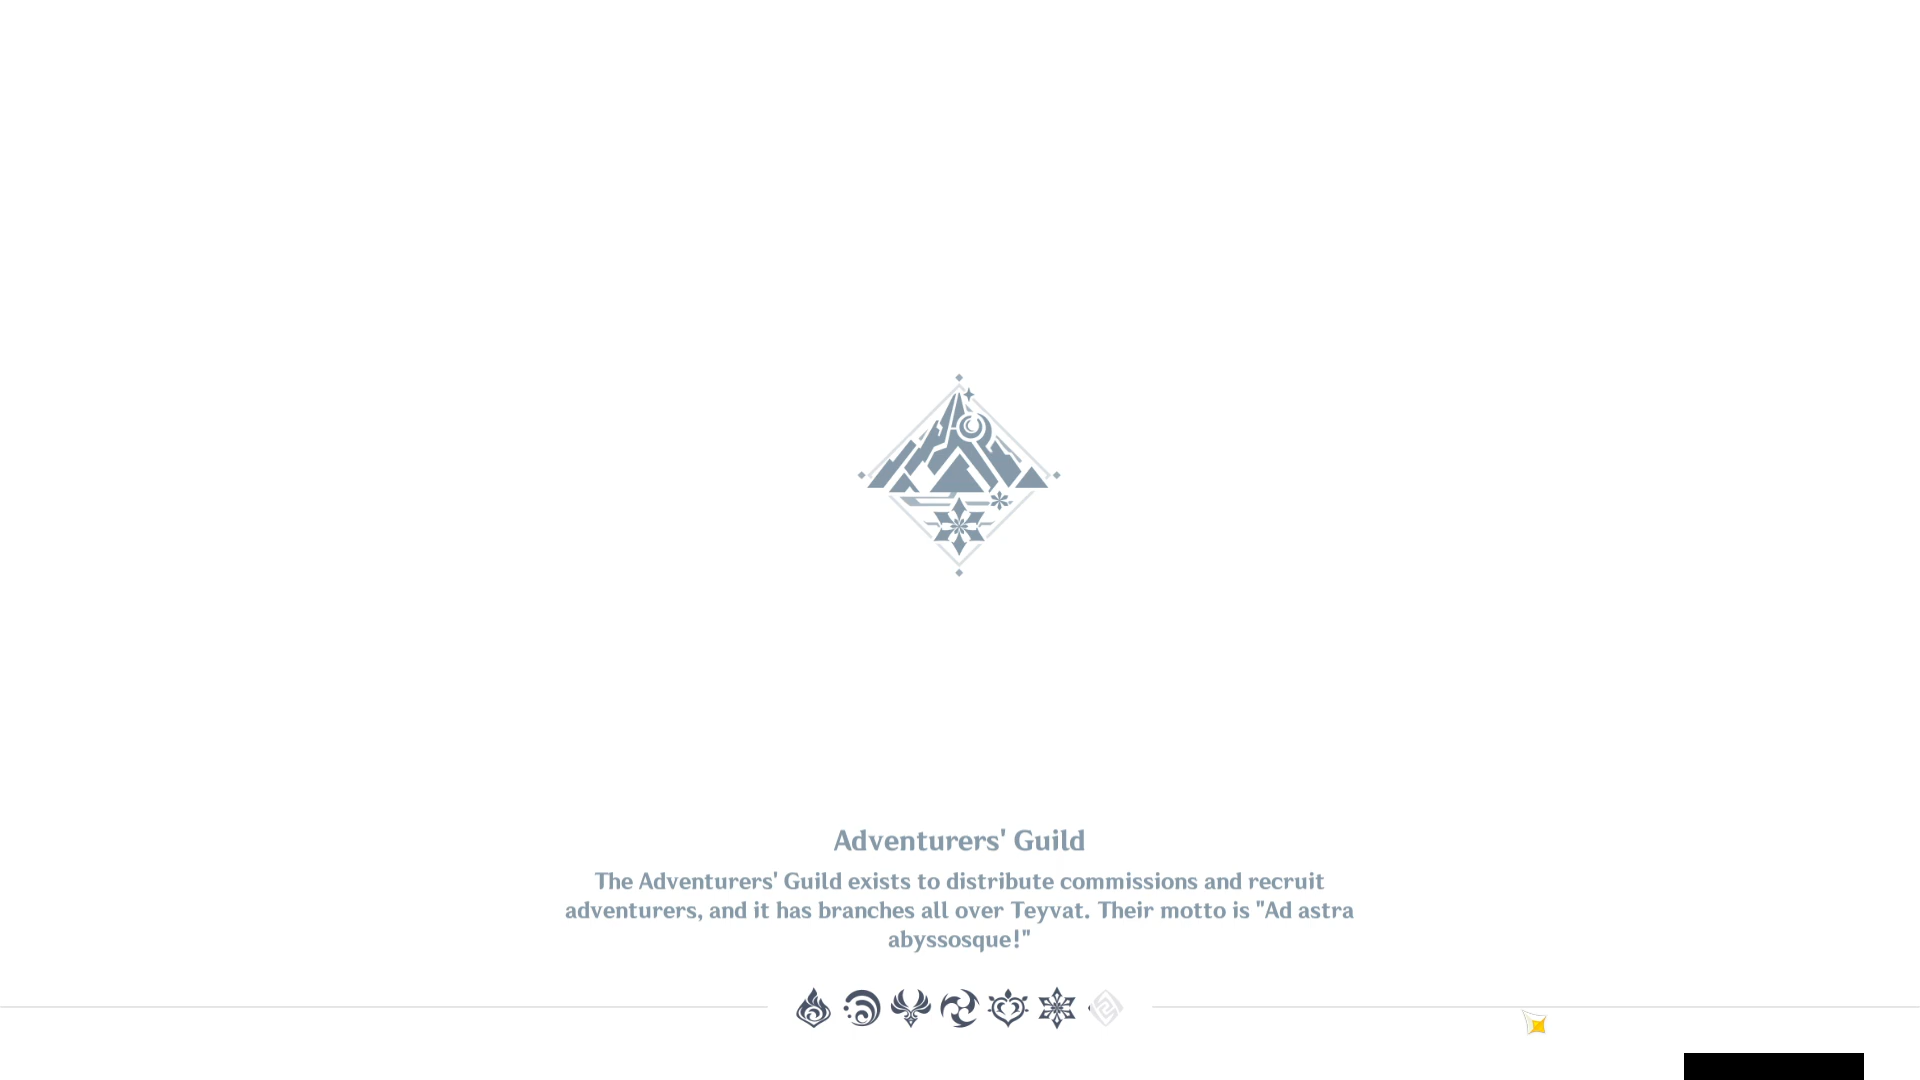 Adventurers' Guild
The Adventurers' Guild exists to distribute commissions and recruit
adventurers, and it has branches all over Teyvat. Their motto is "Ad astra
abyssosque!"